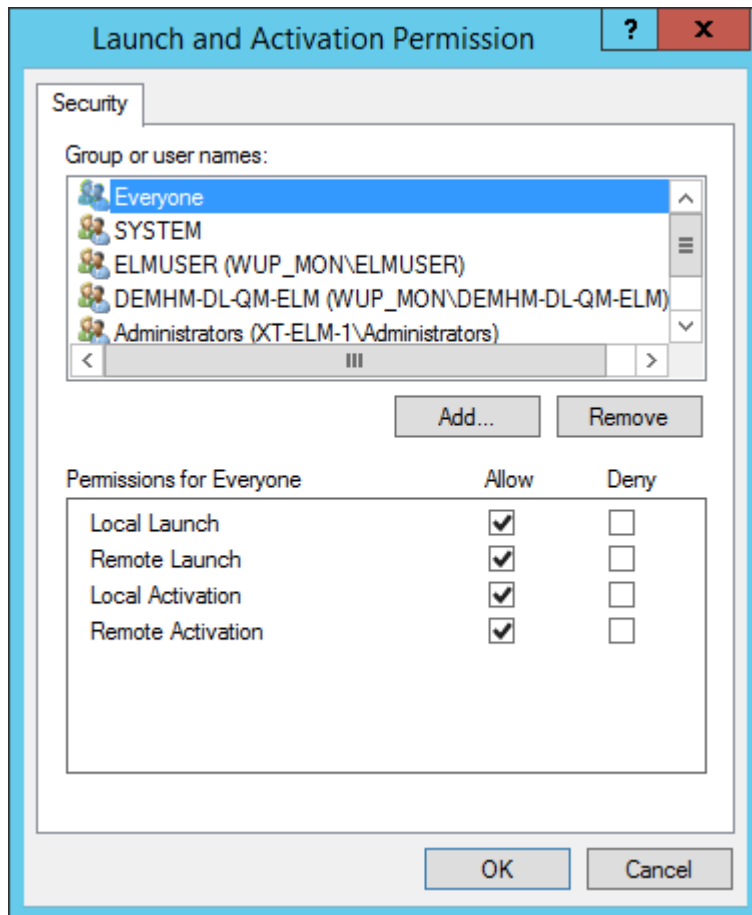 Launch and Activation Permission
?
x
Security
Group or user names:
Everyone
SYSTEM
ELMUSER (WUP_MON\ELMUSER)
DEMHM-DL-QM-ELM (WUP_MON\DEMHM-DL-QM-ELM)
Administrators (XT-ELM-1\Administrators)
Add...
Remove
Permissions for Everyone Allow Deny
Local Launch
Remote Launch
Local Activation
Remote Activation
OK
Cancel